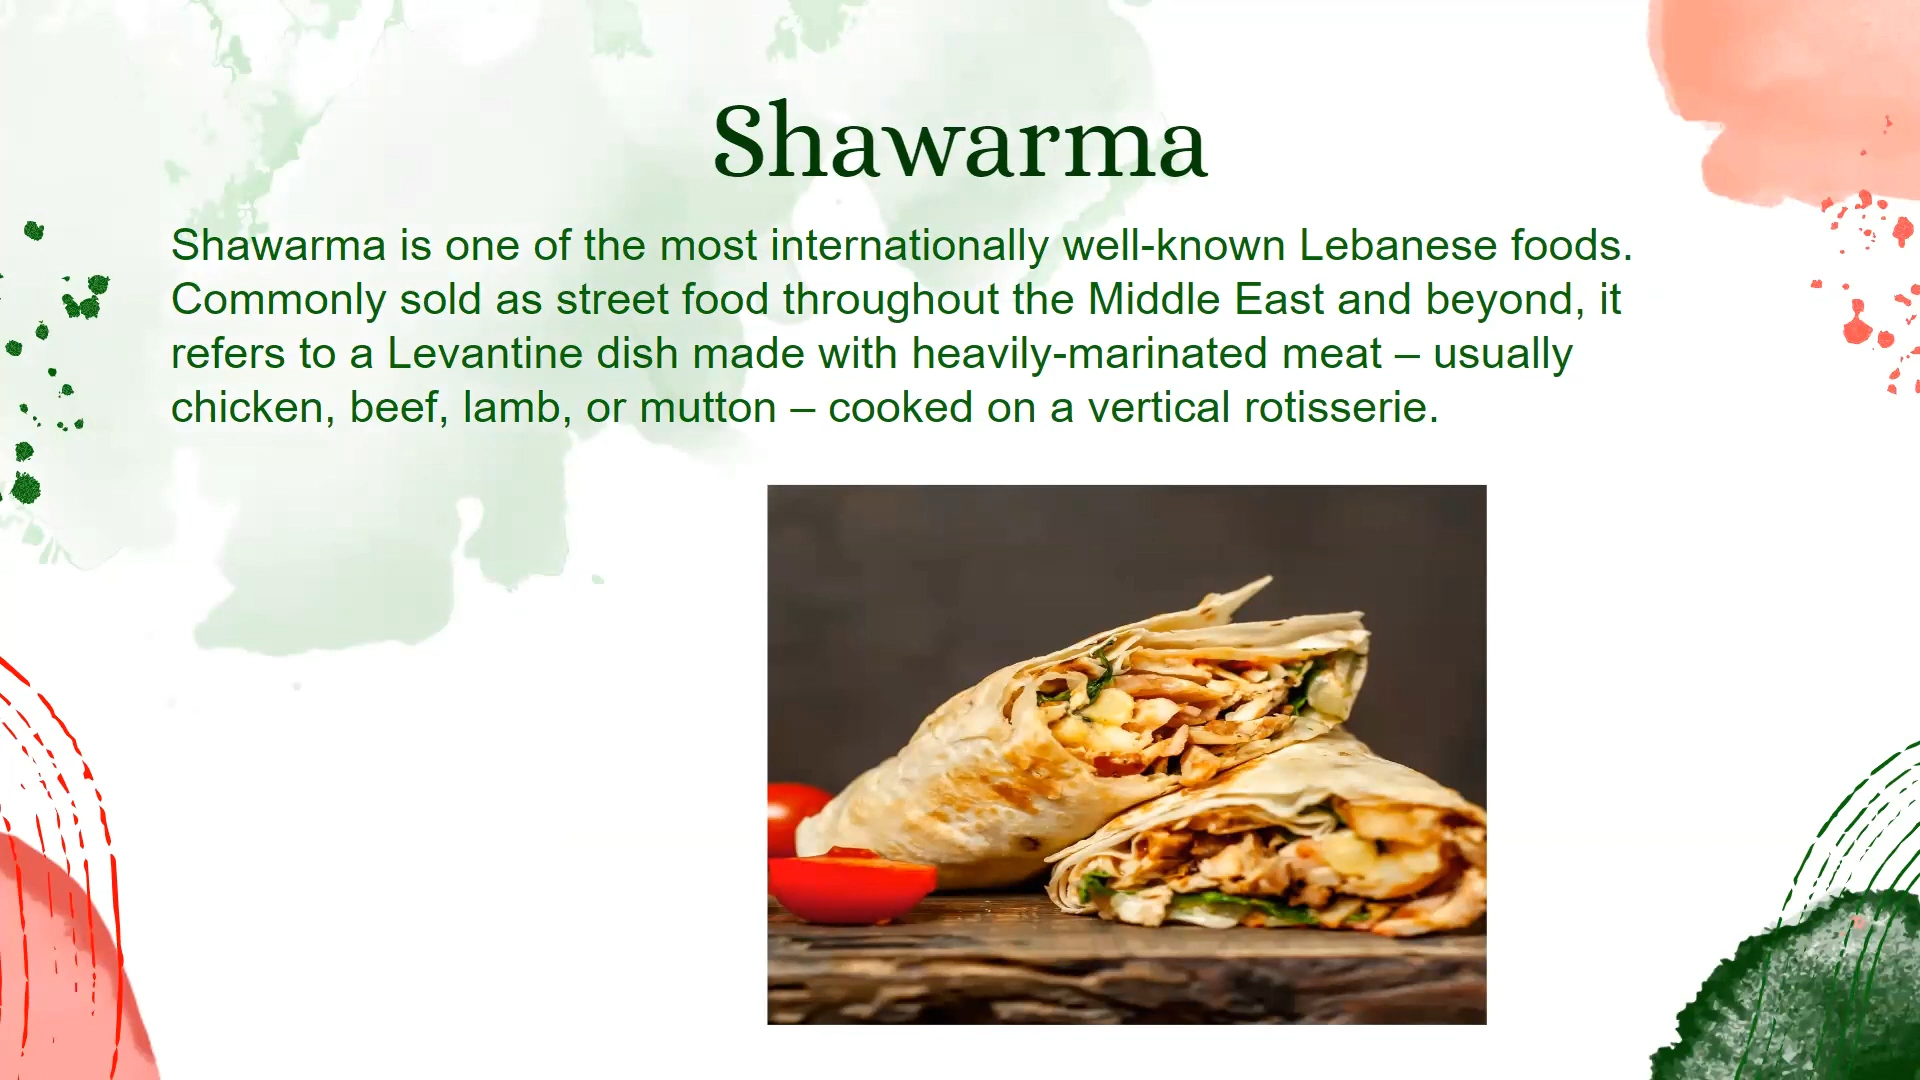 Shawarma
Shawarma is one of the most internationally well-known Lebanese foods.
Commonly sold as street food throughout the Middle East and beyond, it
refers to a Levantine dish made with heavily-marinated meat – usually
chicken, beef, lamb, or mutton – cooked on a vertical rotisserie.